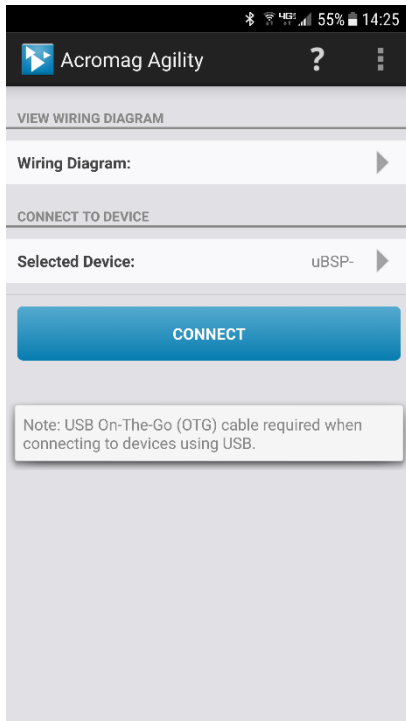 4G 55% 14:25
Acromag Agility ?
VIEW WIRING DIAGRAM
Wiring Diagram:
CONNECT TO DEVICE
Selected Device: uBSP-
CONNECT
Note: USB On-The-Go (OTG) cable required when
connecting to devices using USB.